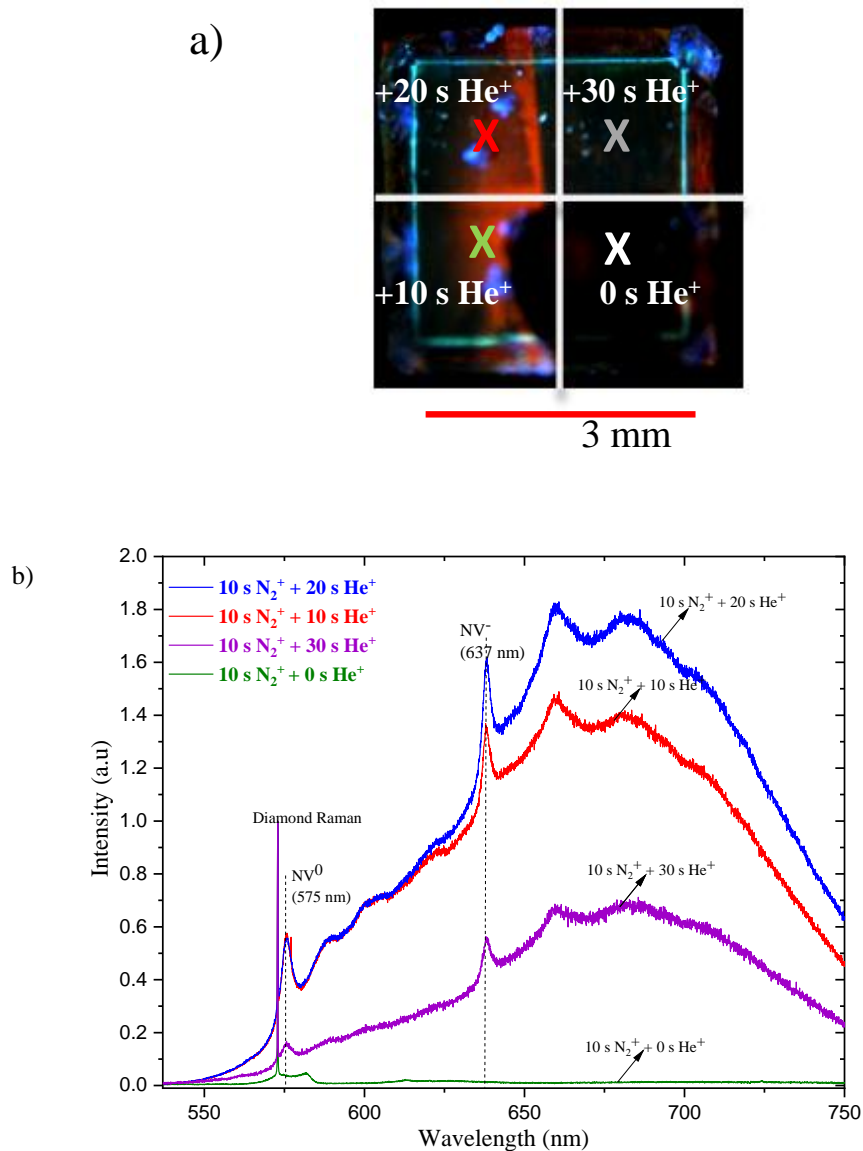 a)
+20 s He⁺ +30 s He⁺
X X
X X
+10 s He⁺ 0 s He⁺
3 mm
b)
2.0
1.8
1.6
1.4
1.2
1.0
0.8
0.6
0.4
0.2
0.0
Intensity (a.u)
10 s N₂⁺ + 20 s He⁺
10 s N₂⁺ + 10 s He⁺
10 s N₂⁺ + 30 s He⁺
10 s N₂⁺ + 0 s He⁺
NV⁻
(637 nm)
10 s N₂⁺ + 20 s He⁺
10 s N₂⁺ + 10 s He⁺
Diamond Raman
NV⁰
(575 nm)
10 s N₂⁺ + 30 s He⁺
10 s N₂⁺ + 0 s He⁺
550 600 650 700 750
Wavelength (nm)